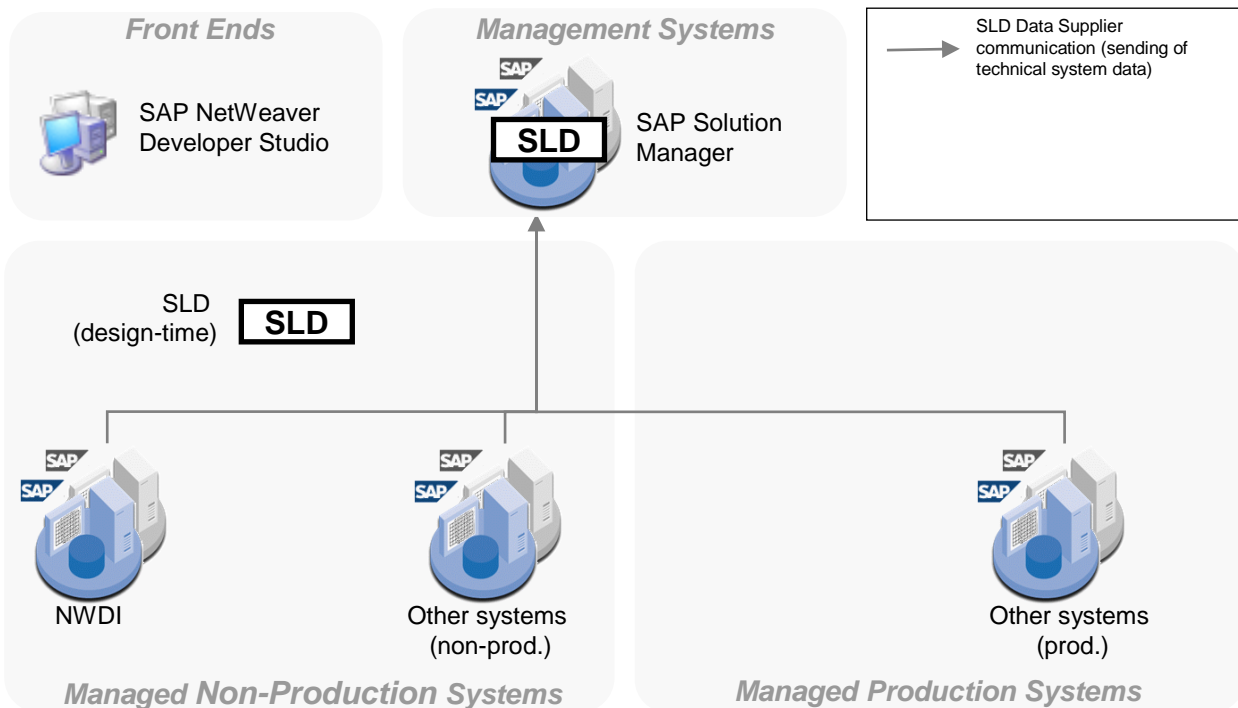 Front Ends
SAP NetWeaver
Developer Studio
Management Systems
SAP
SAP
SLD
SAP Solution
Manager
SLD Data Supplier
communication (sending of
technical system data)
SLD
(design-time)
SLD
SAP
SAP
NWDI
SAP
SAP
Other systems
(non-prod.)
Managed Non-Production Systems
SAP
SAP
Other systems
(prod.)
Managed Production Systems